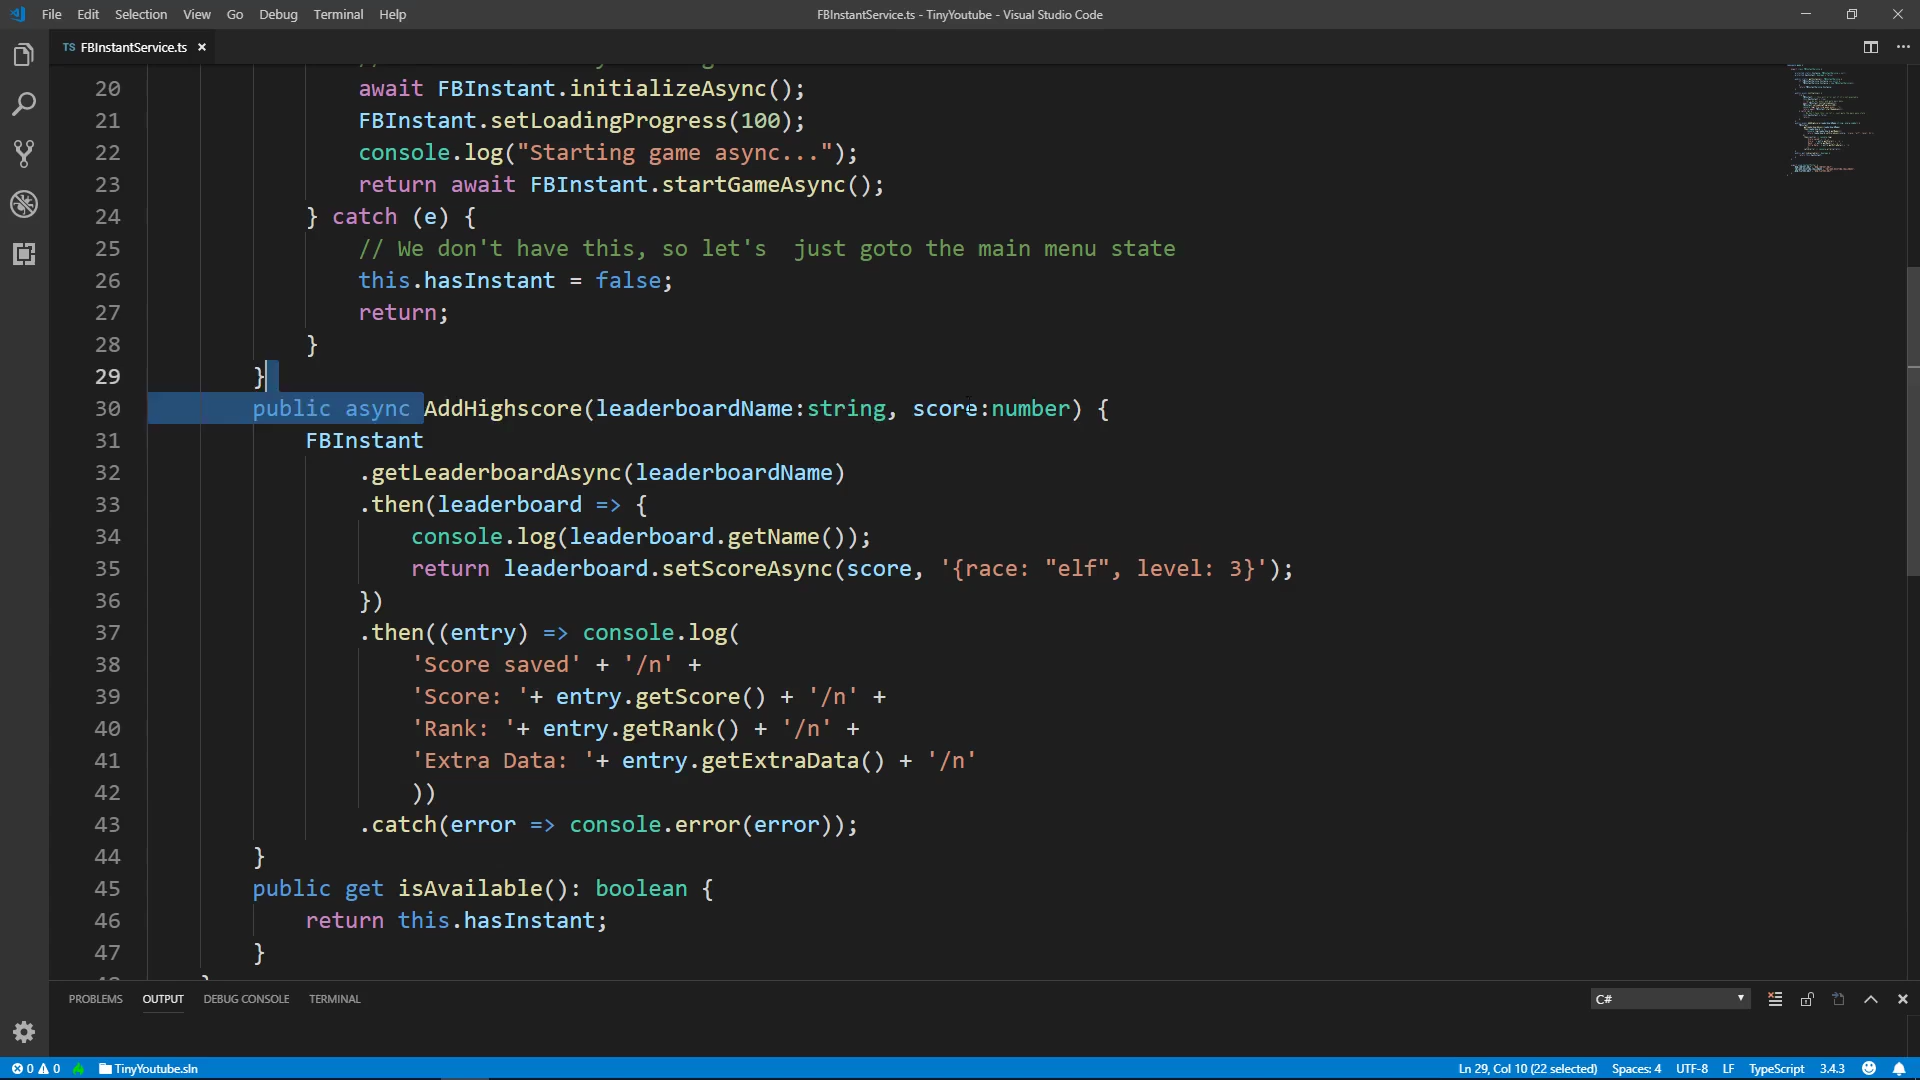 File Edit Selection View Go Debug Terminal Help
FBInstantService.ts - TinyYoutube - Visual Studio Code
TS FBInstantService.ts ×
20 await FBInstant.initializeAsync();
21 FBInstant.setLoadingProgress(100);
22 console.log("Starting game async...");
23 return await FBInstant.startGameAsync();
24 } catch (e) {
25 // We don't have this, so let's  just goto the main menu state
26 this.hasInstant = false;
27 return;
28 }
29 }
30 public async AddHighscore(leaderboardName:string, score:number) {
31 FBInstant
32 .getLeaderboardAsync(leaderboardName)
33 .then(leaderboard => {
34 console.log(leaderboard.getName());
35 return leaderboard.setScoreAsync(score, '{race: "elf", level: 3}');
36 })
37 .then((entry) => console.log(
38 'Score saved' + '/n' +
39 'Score: '+ entry.getScore() + '/n' +
40 'Rank: '+ entry.getRank() + '/n' +
41 'Extra Data: '+ entry.getExtraData() + '/n'
42 ))
43 .catch(error => console.error(error));
44 }
45 public get isAvailable(): boolean {
46 return this.hasInstant;
47 }
PROBLEMS OUTPUT DEBUG CONSOLE TERMINAL
C#
0 0 TinyYoutube.sln
Ln 29, Col 10 (22 selected) Spaces: 4 UTF-8 LF TypeScript 3.4.3